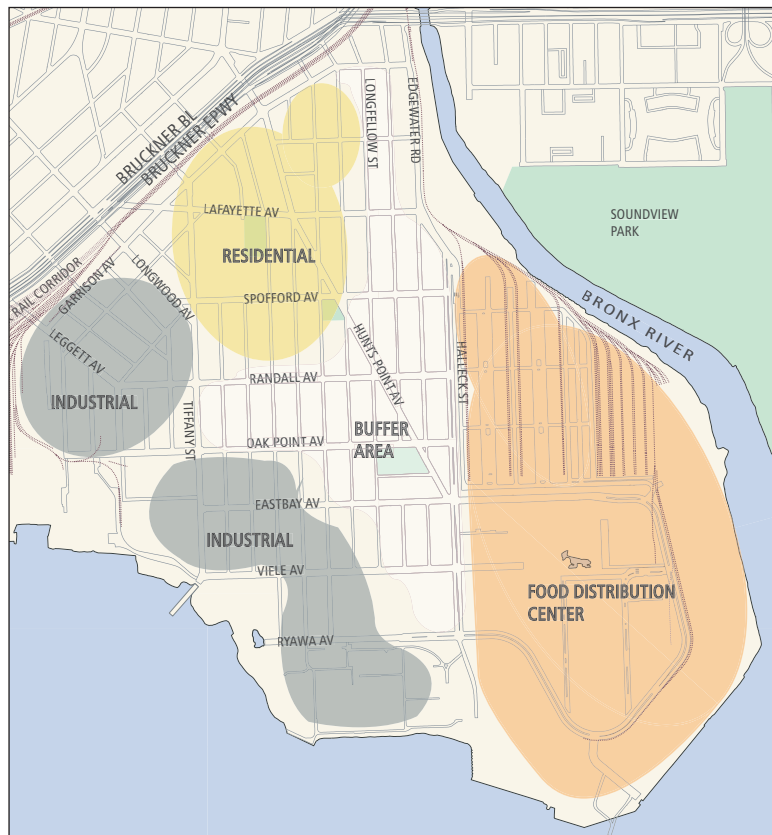 BRUCKNER BL
BRUCKNER EPWY
LONGFELLOW ST
EDGEWATER RD
LAFAYETTE AV
SOUNDVIEW
PARK
RESIDENTIAL
RAIL CORRIDOR
GARRISON AV
LONGWOOD AV
SPOFFORD AV
BRONX RIVER
LEGGETT AV
HUNTS POINT AV
HALLECK ST
RANDALL AV
INDUSTRIAL
TIFFANY ST
BUFFER
AREA
OAK POINT AV
EASTBAY AV
INDUSTRIAL
VIELE AV
FOOD DISTRIBUTION
CENTER
RYAWA AV